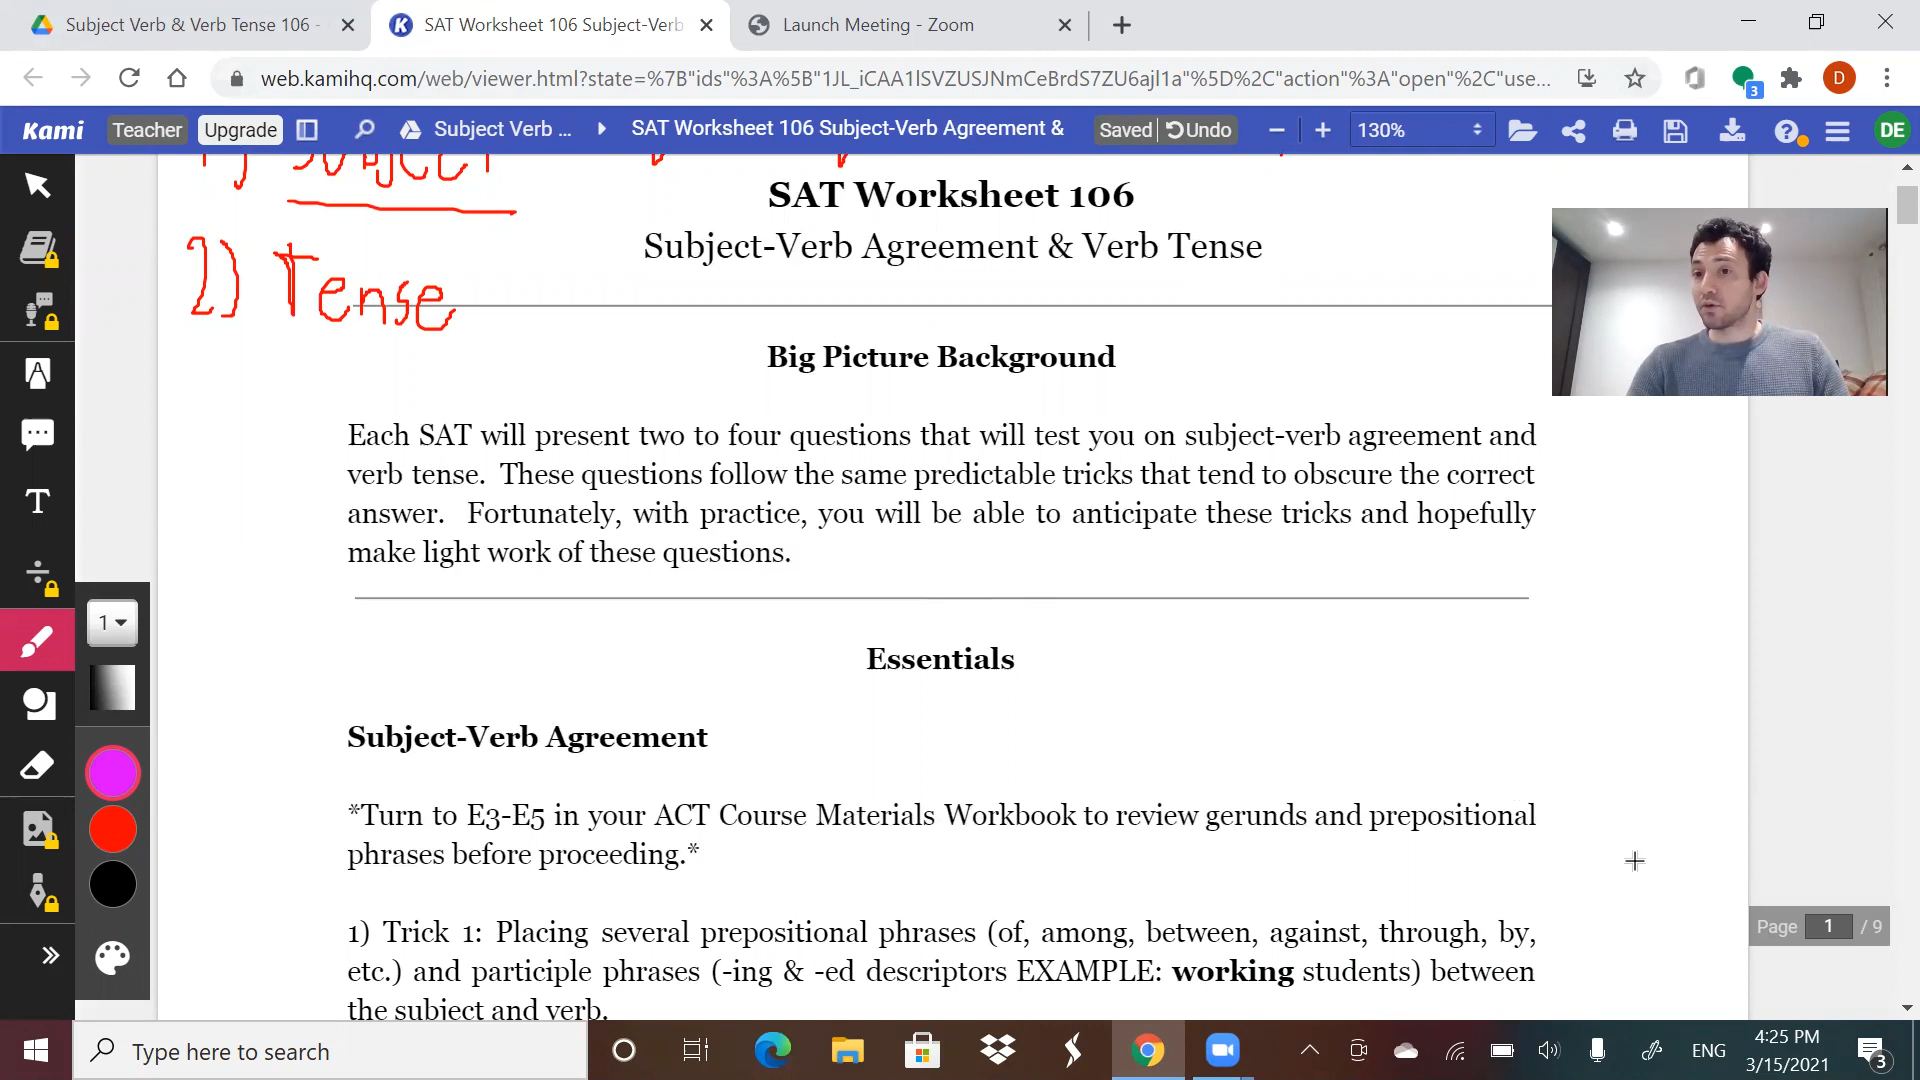 Subject Verb & Verb Tense 106 -
SAT Worksheet 106 Subject-Verb
Launch Meeting - Zoom
web.kamihq.com/web/viewer.html?state=%7B"ids"%3A%5B"1JL_iCAA1lSVZUSJNmCeBrdS7ZU6ajl1a"%5D%2C"action"%3A"open"%2C"use...
3
D
Kami Teacher Upgrade Subject Verb ... SAT Worksheet 106 Subject-Verb Agreement & Saved Undo 130% DE
1) Subject
2) Tense
SAT Worksheet 106
Subject-Verb Agreement & Verb Tense
Big Picture Background
Each SAT will present two to four questions that will test you on subject-verb agreement and
verb tense. These questions follow the same predictable tricks that tend to obscure the correct
answer. Fortunately, with practice, you will be able to anticipate these tricks and hopefully
make light work of these questions.
Essentials
Subject-Verb Agreement
*Turn to E3-E5 in your ACT Course Materials Workbook to review gerunds and prepositional
phrases before proceeding.*
1) Trick 1: Placing several prepositional phrases (of, among, between, against, through, by,
etc.) and participle phrases (-ing & -ed descriptors EXAMPLE: working students) between
the subject and verb.
1
Page 1 / 9
Type here to search
ENG
4:25 PM
3/15/2021
3